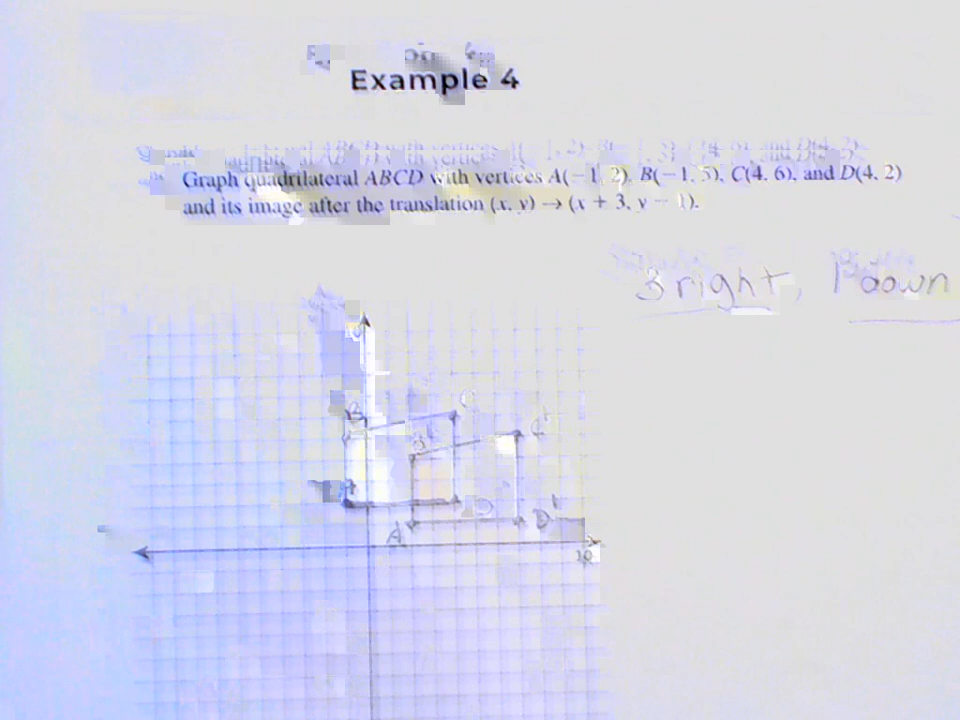 Example 4
Graph quadrilateral ABCD with vertices A(−1, 2), B(−1, 5), C(4, 6), and D(4, 2)
and its image after the translation (x, y) → (x + 3, y − 1).
3 right, 1 down
B
C
B'
C'
A
D
A'
D'
10